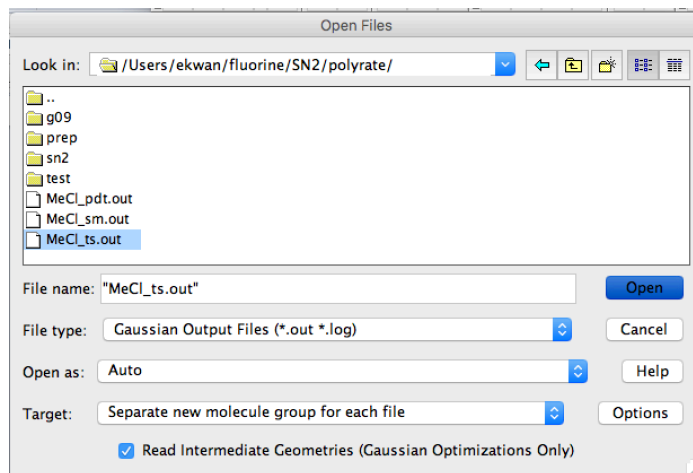 Open Files
Look in: /Users/ekwan/fluorine/SN2/polyrate/
..
g09
prep
sn2
test
MeCl_pdt.out
MeCl_sm.out
MeCl_ts.out
File name: "MeCl_ts.out" Open
File type: Gaussian Output Files (*.out *.log) Cancel
Open as: Auto Help
Target: Separate new molecule group for each file Options
Read Intermediate Geometries (Gaussian Optimizations Only)